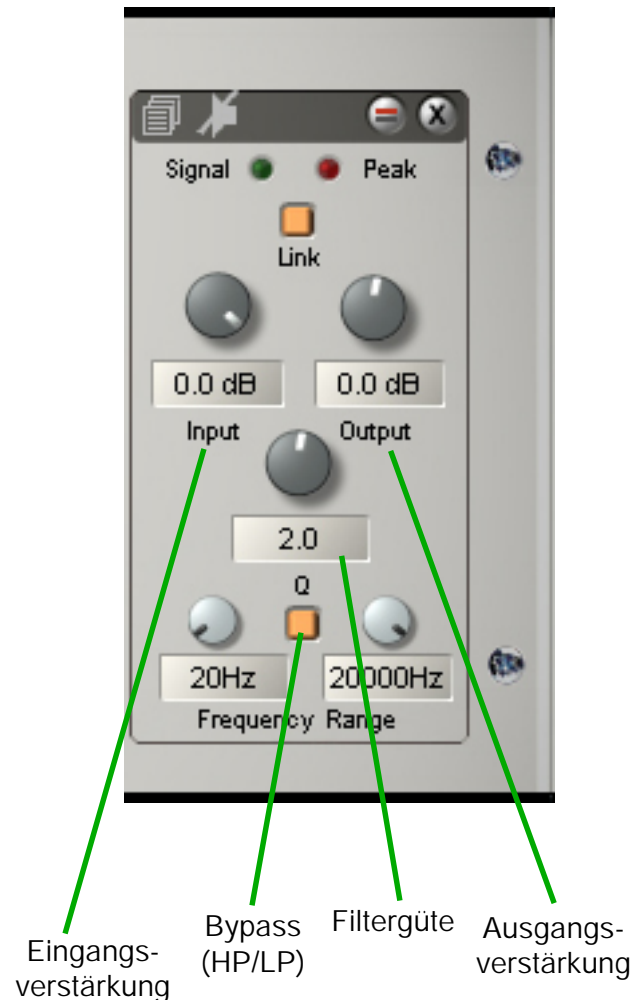 X
Signal Peak
Link
0.0 dB 0.0 dB
Input Output
2.0
Q
20Hz 20000Hz
Frequency Range
Eingangs-
verstärkung
Bypass
(HP/LP)
Filtergüte
Ausgangs-
verstärkung